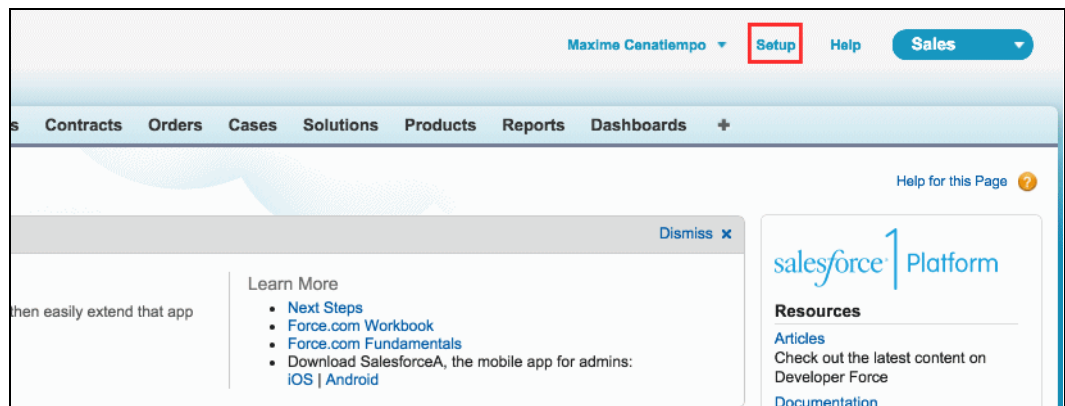 Maxime Cenatiempo Setup Help Sales
s Contracts Orders Cases Solutions Products Reports Dashboards +
Help for this Page ?
Dismiss x
salesforce1 Platform
Learn More
then easily extend that app
Next Steps
Force.com Workbook
Force.com Fundamentals
Download SalesforceA, the mobile app for admins:
iOS | Android
Resources
Articles
Check out the latest content on
Developer Force
Documentation